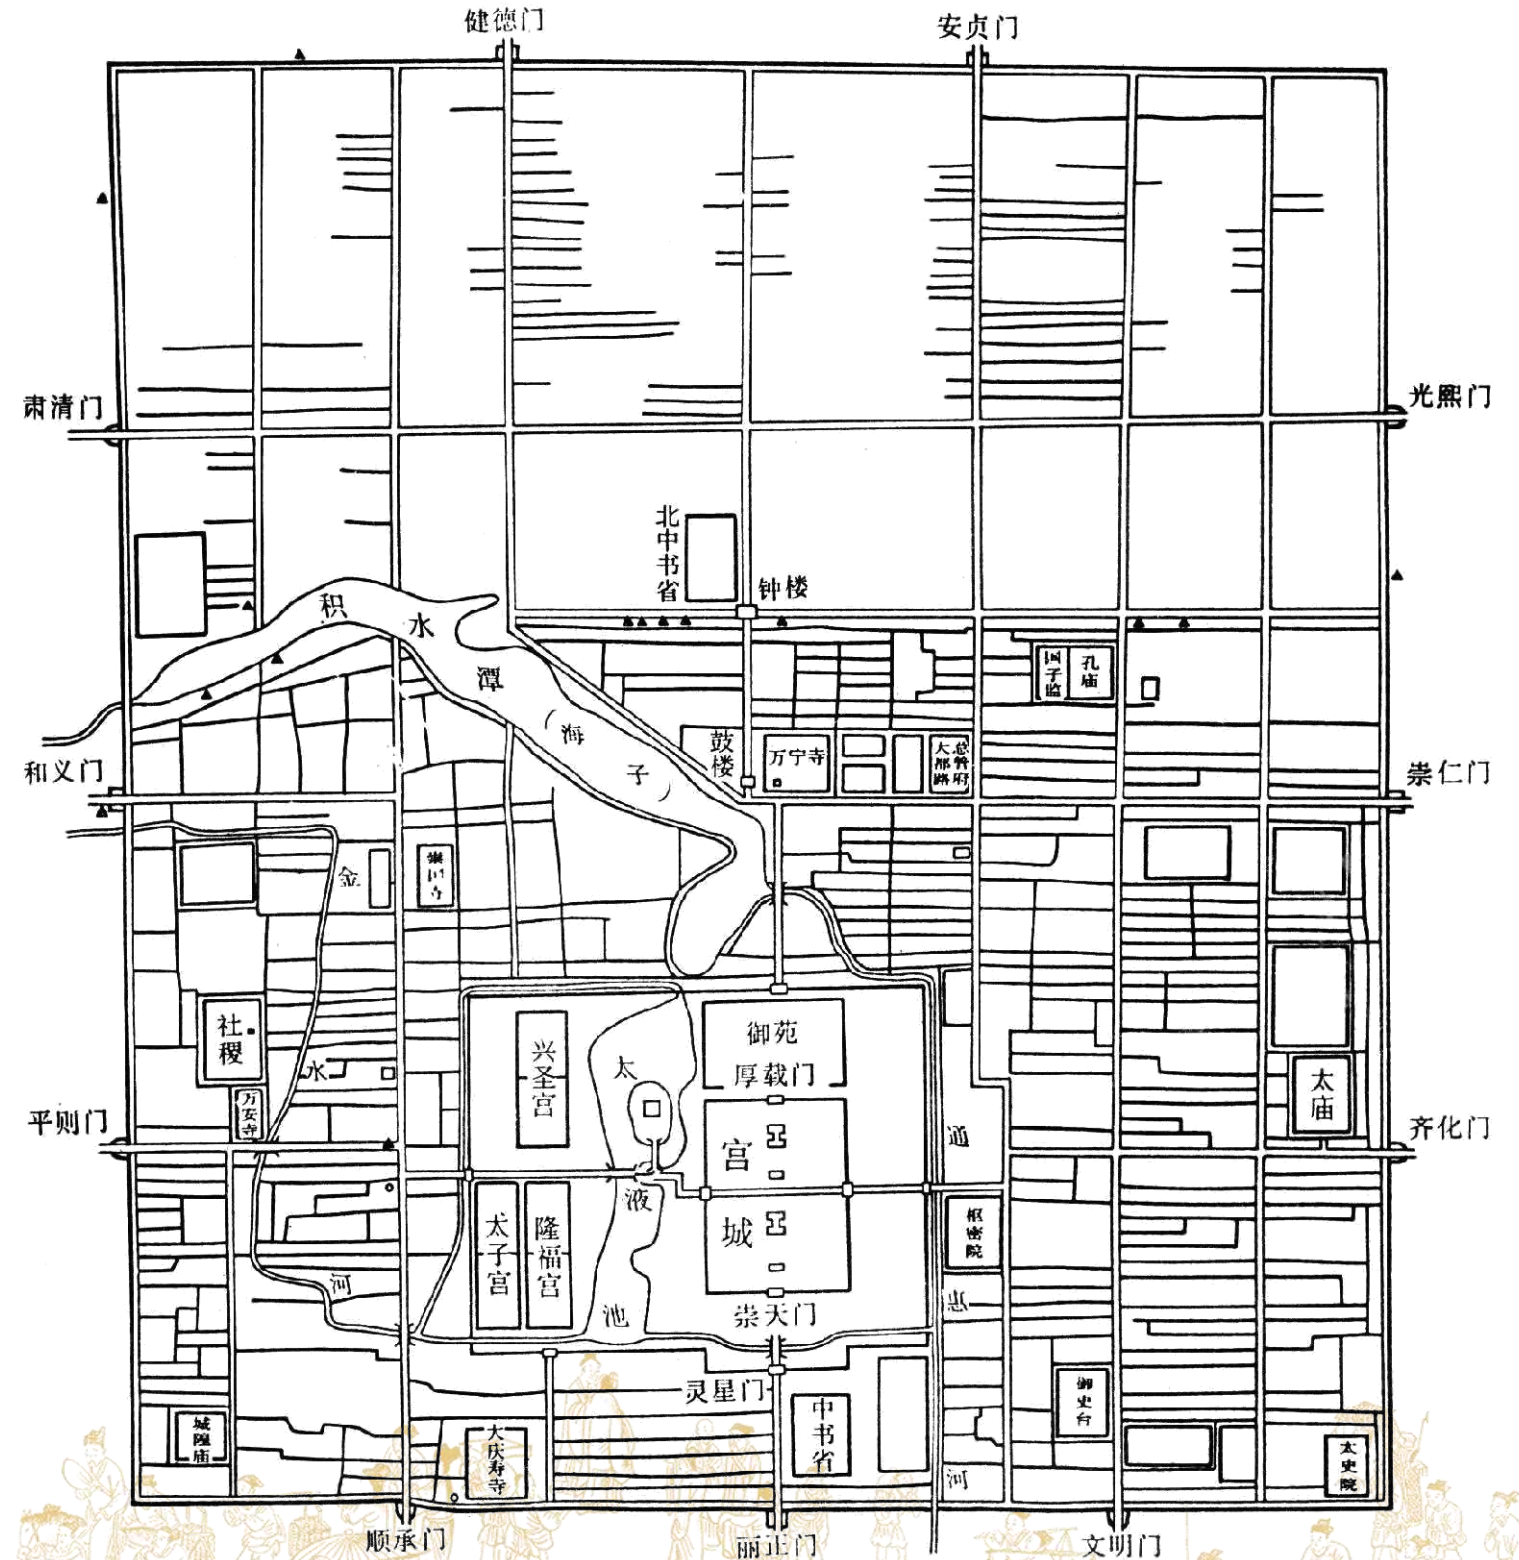 健德门
安贞门
肃清门
光熙门
北中书省
钟楼
积水潭(海子)
国子监
孔庙
和义门
鼓楼
万宁寺
大都路总管府
崇仁门
金水河
崇国寺
社稷
兴圣宫
太液池
御苑
厚载门
太庙
万安寺
平则门
宫城
通惠河
齐化门
太子宫
隆福宫
枢密院
崇天门
灵星门
中书省
御史台
城隍庙
大庆寿寺
太史院
顺承门
丽正门
文明门